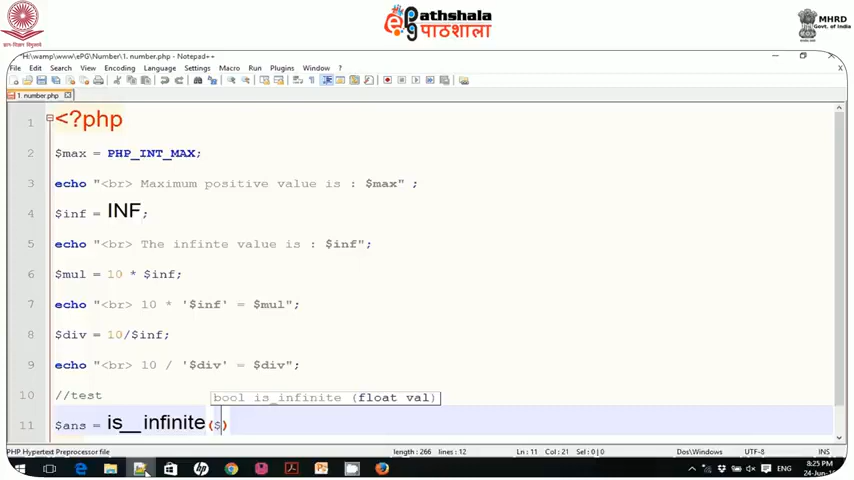 ePathshala
पाठशाला
MHRD
Govt. of India
H:\wamp\www\ePG\Number\1. number.php - Notepad++
File Edit Search View Encoding Language Settings Macro Run Plugins Window ?
1. number.php
1 <?php
2 $max = PHP_INT_MAX;
3 echo "<br> Maximum positive value is : $max" ;
4 $inf = INF;
5 echo "<br> The infinte value is : $inf";
6 $mul = 10 * $inf;
7 echo "<br> 10 * '$inf' = $mul";
8 $div = 10/$inf;
9 echo "<br> 10 / '$div' = $div";
10 //test
bool is_infinite (float val)
11 $ans = is_infinite($)
PHP Hypertext Preprocessor file length : 266 lines : 12 Ln : 11 Col : 21 Sel : 0 | 0 Dos\Windows UTF-8 INS
ENG
8:25 PM